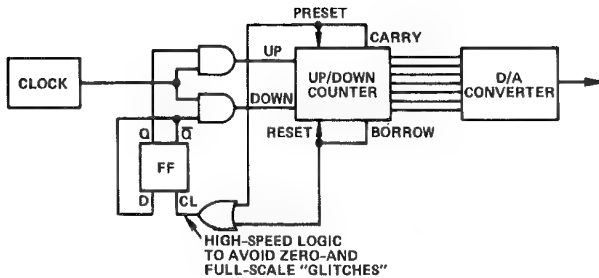 PRESET
CARRY
UP
CLOCK
UP/DOWN
COUNTER
D/A
CONVERTER
DOWN
RESET
BORROW
Q
Q̅
FF
D
CL
HIGH-SPEED LOGIC
TO AVOID ZERO-AND
FULL-SCALE "GLITCHES"